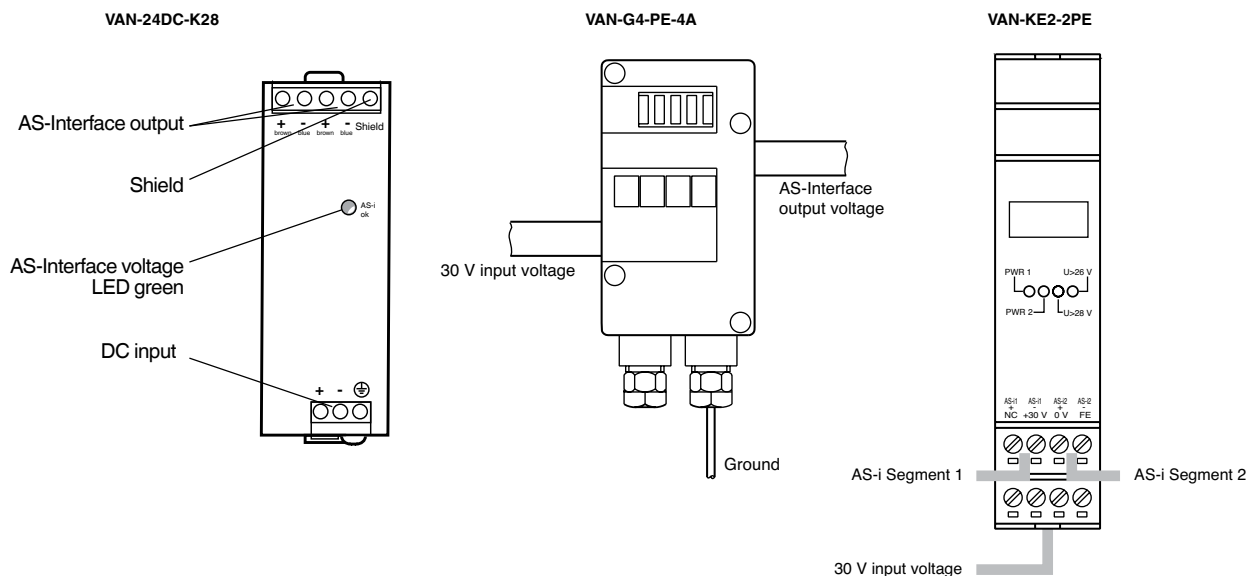 VAN-24DC-K28
AS-Interface output
+ - + -
brown blue brown blue Shield
Shield
AS-i
ok
AS-Interface voltage
LED green
DC input
+ -
VAN-G4-PE-4A
AS-Interface
output voltage
30 V input voltage
Ground
VAN-KE2-2PE
PWR 1 U>26 V
PWR 2 U>28 V
AS-i1 AS-i1 AS-i2 AS-i2
+ - + -
NC +30 V 0 V FE
AS-i Segment 1 AS-i Segment 2
30 V input voltage